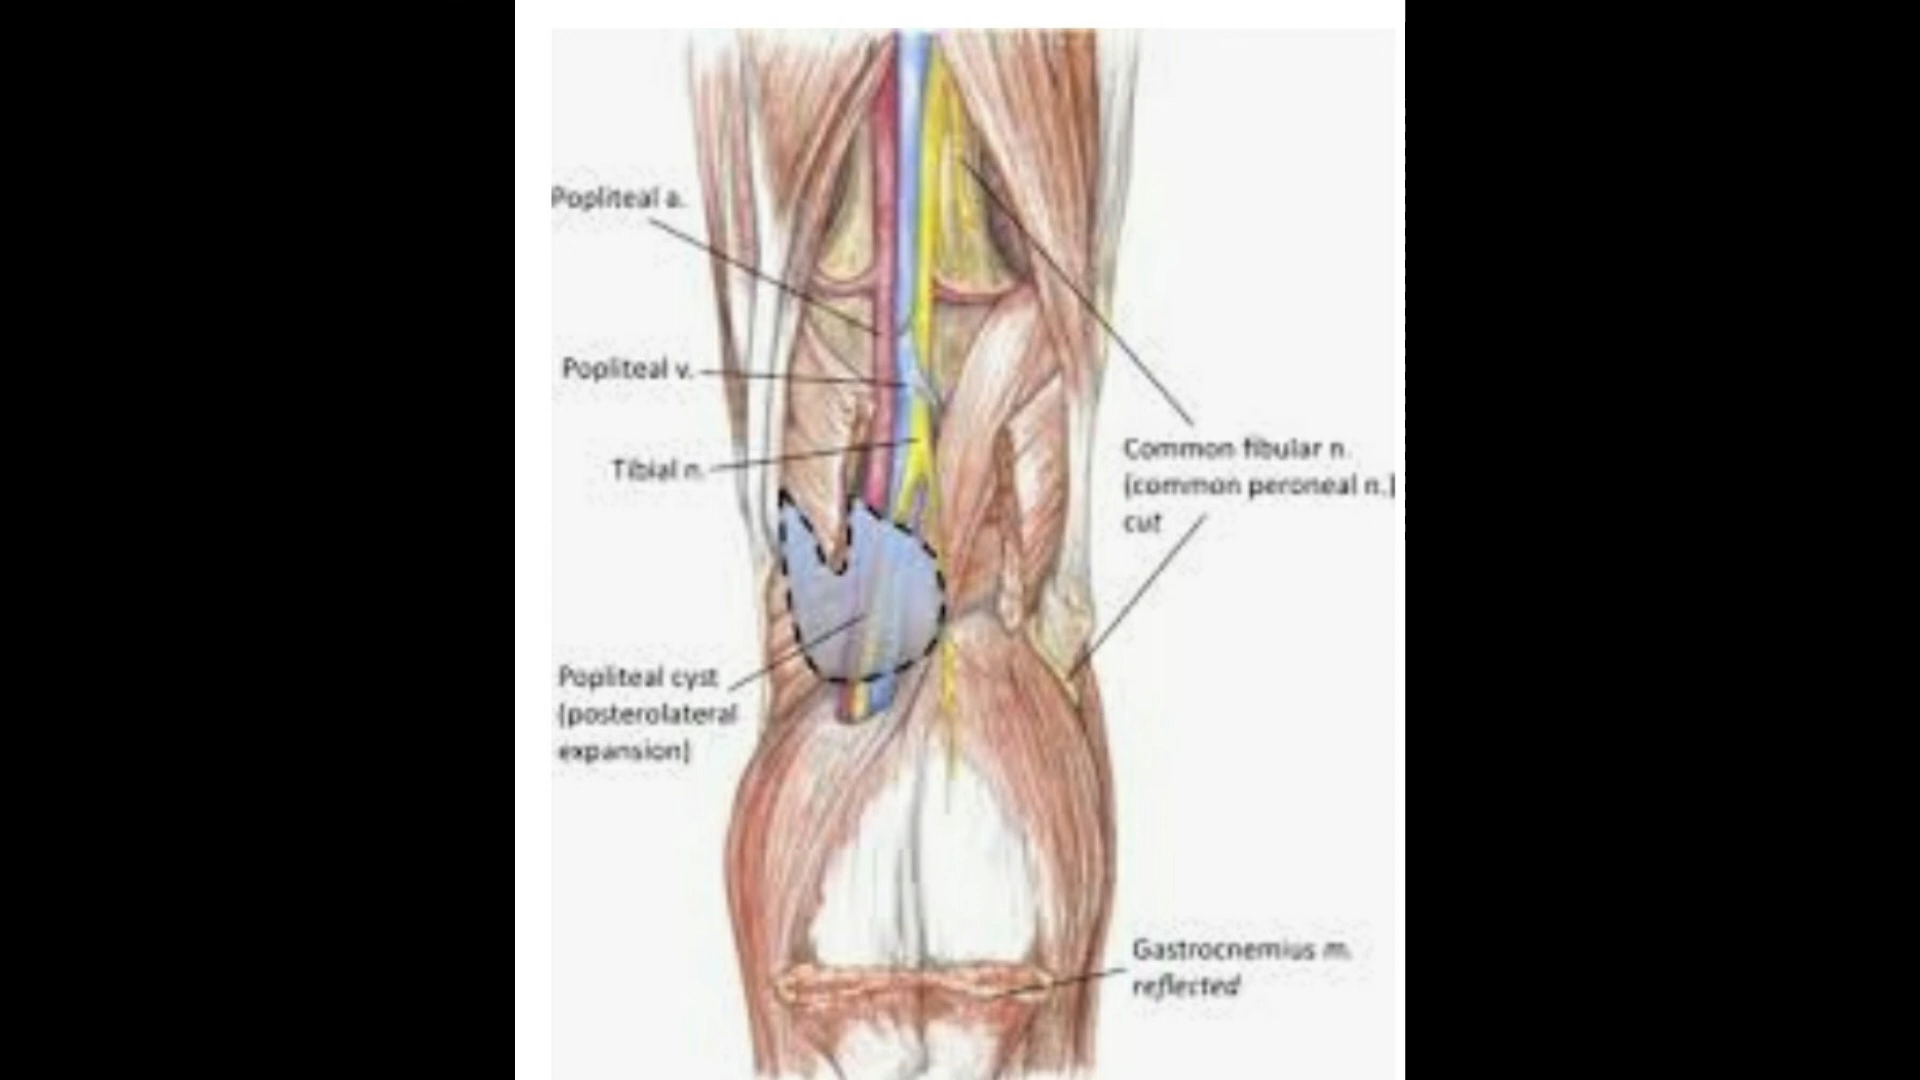 Popliteal a.
Popliteal v.
Tibial n.
Common fibular n.
(common peroneal n.)
cut
Popliteal cyst
(posterolateral
expansion)
Gastrocnemius m.
reflected